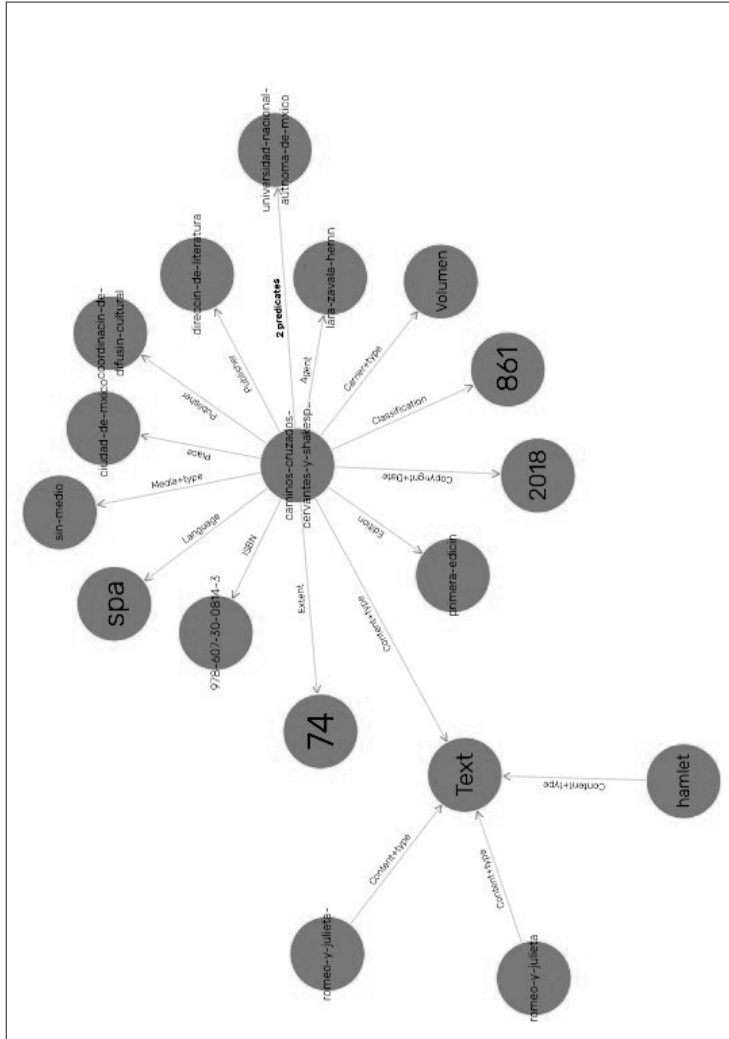 universidad-nacional-
autnoma-de-mxico
direccin-de-literatura
coordinacin-de-
difusin-cultural
ciudad-de-mxico
sin-medio
spa
978-607-30-0814-3
74
lara-zavala-hernn
Volumen
861
2018
primera-edicin
caminos-cruzados-
cervantes-y-shakesp...
2 predicates
Publisher
Publisher
Place
Media+type
Language
ISBN
Extent
Agent
Carrier+type
Classification
Copyright+Date
Edition
Content+type
Text
Content+type
romeo-y-julieta-
Content+type
romeo-y-julieta
Content+type
hamlet